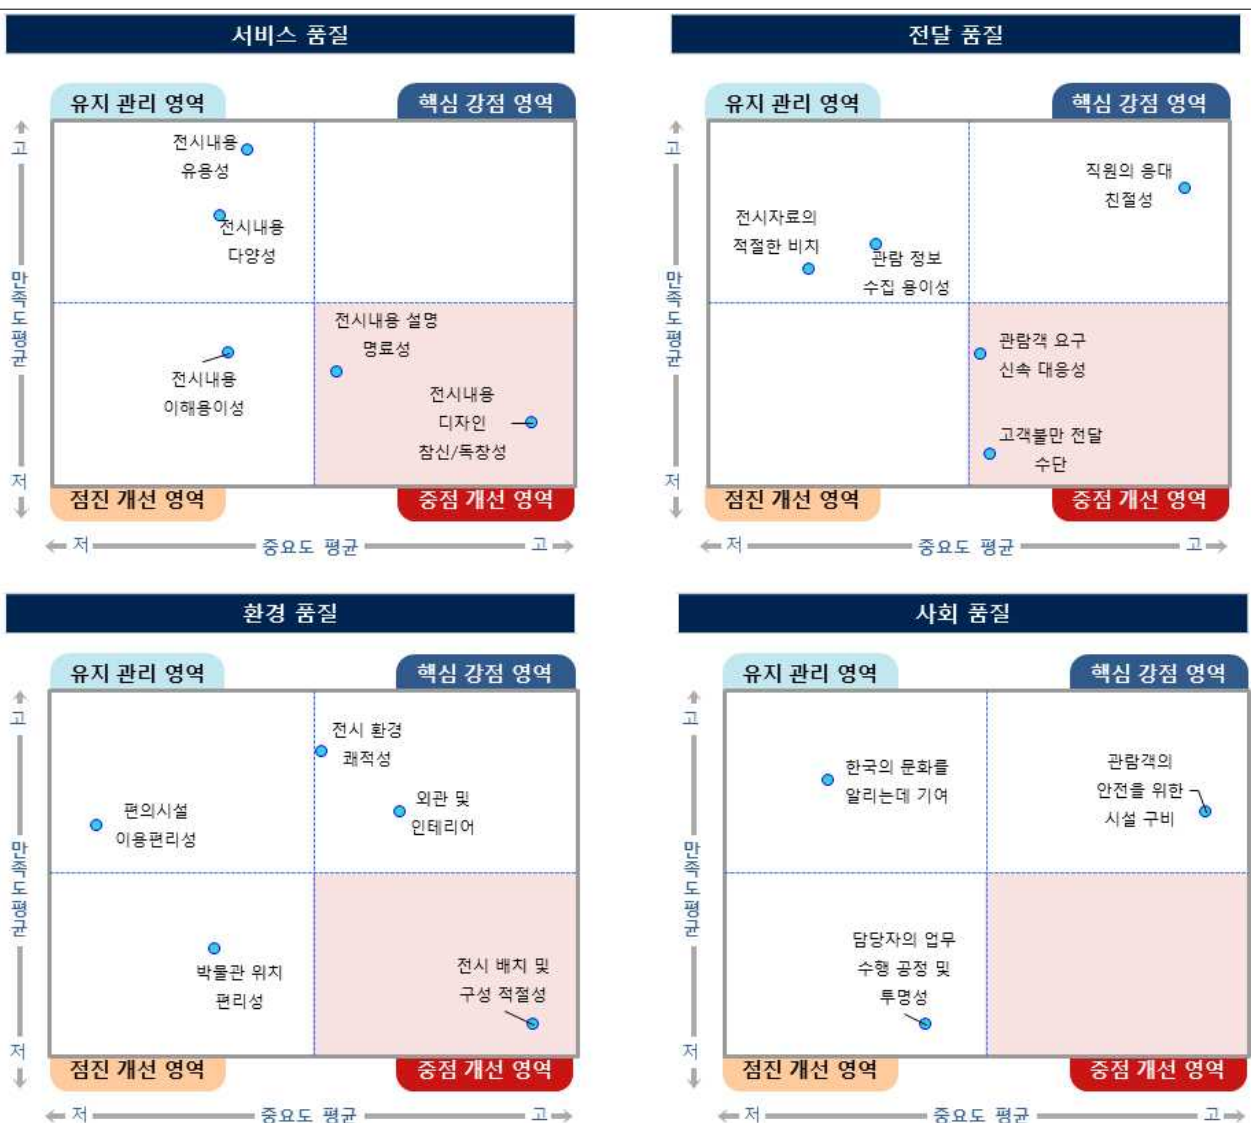 서비스 품질
유지 관리 영역
핵심 강점 영역
고
만족도평균
저
전시내용
유용성
전시내용
다양성
전시내용 설명
명료성
전시내용
이해용이성
전시내용
디자인
참신/독창성
점진 개선 영역
중점 개선 영역
저
중요도 평균
고
전달 품질
유지 관리 영역
핵심 강점 영역
고
만족도평균
저
직원의 응대
친절성
전시자료의
적절한 비치
관람 정보
수집 용이성
관람객 요구
신속 대응성
고객불만 전달
수단
점진 개선 영역
중점 개선 영역
저
중요도 평균
고
환경 품질
유지 관리 영역
핵심 강점 영역
고
만족도평균
저
전시 환경
쾌적성
외관 및
인테리어
편의시설
이용편리성
박물관 위치
편리성
전시 배치 및
구성 적절성
점진 개선 영역
중점 개선 영역
저
중요도 평균
고
사회 품질
유지 관리 영역
핵심 강점 영역
고
만족도평균
저
한국의 문화를
알리는데 기여
관람객의
안전을 위한
시설 구비
담당자의 업무
수행 공정 및
투명성
점진 개선 영역
중점 개선 영역
저
중요도 평균
고